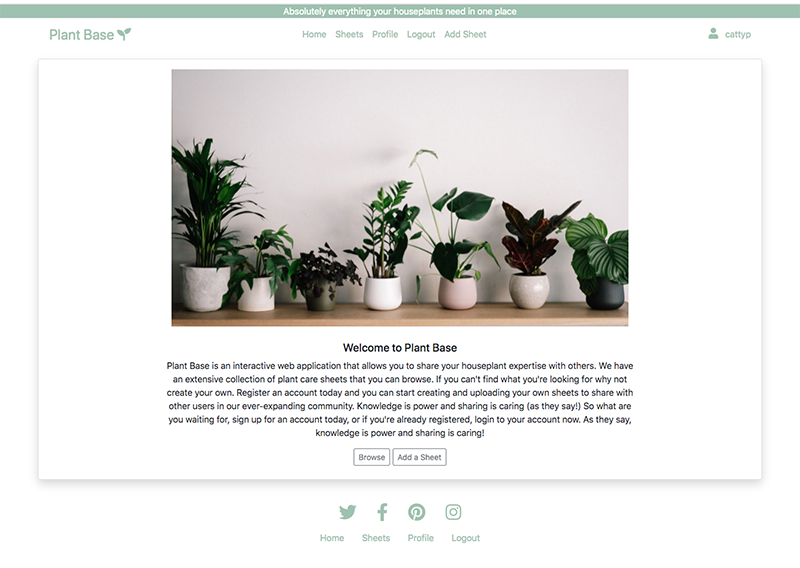 Absolutely everything your houseplants need in one place
Plant Base
Home Sheets Profile Logout Add Sheet
cattyp
Welcome to Plant Base
Plant Base is an interactive web application that allows you to share your houseplant expertise with others. We have
an extensive collection of plant care sheets that you can browse. If you can't find what you're looking for why not
create your own. Register an account today and you can start creating and uploading your own sheets to share with
other users in our ever-expanding community. Knowledge is power and sharing is caring (as they say!) So what are
you waiting for, sign up for an account today, or if you're already registered, login to your account now. As they say,
knowledge is power and sharing is caring!
Browse Add a Sheet
Home Sheets Profile Logout